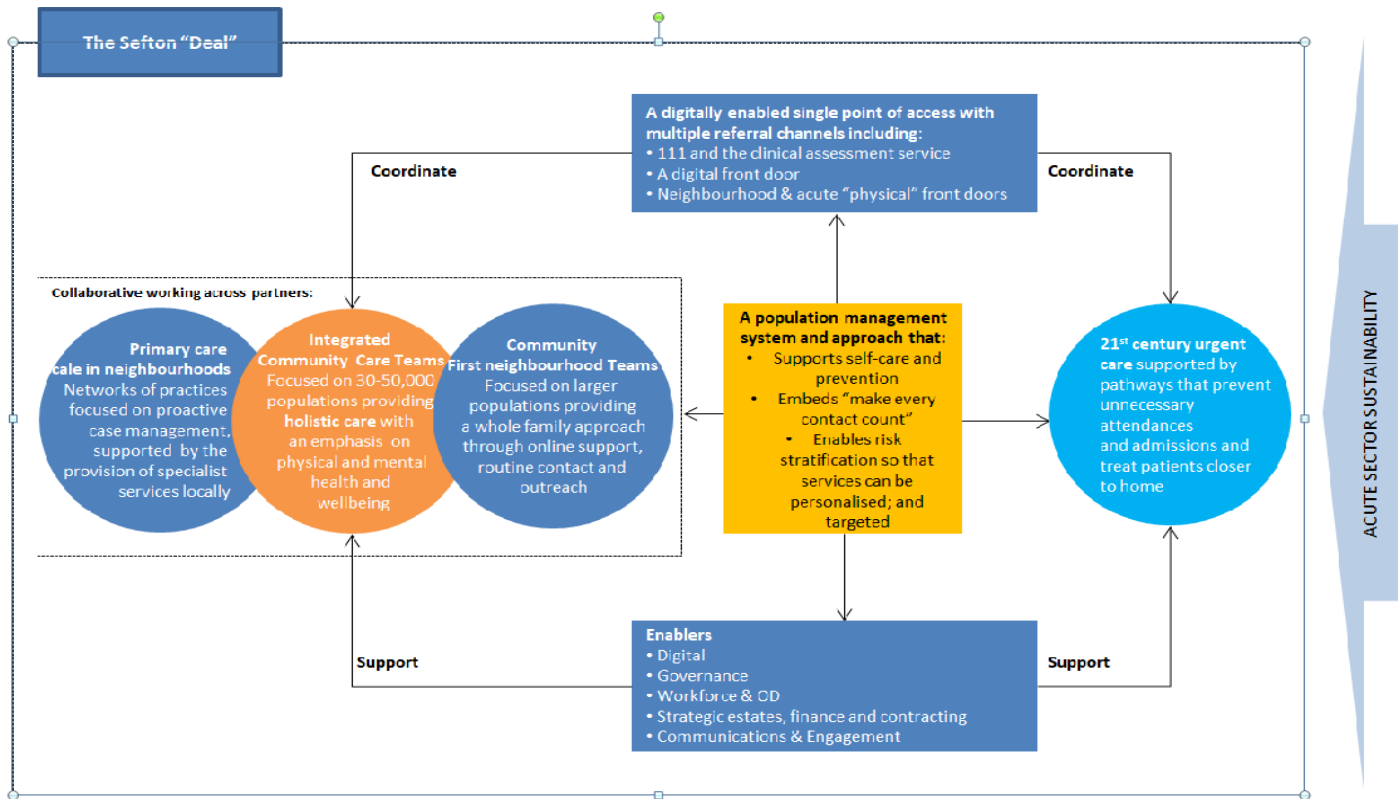 The Sefton “Deal”
A digitally enabled single point of access with
multiple referral channels including:
• 111 and the clinical assessment service
• A digital front door
• Neighbourhood & acute “physical” front doors
Coordinate
Coordinate
Collaborative working across partners:
Primary care
cale in neighbourhoods
Networks of practices
focused on proactive
case management,
supported by the
provision of specialist
services locally
Integrated
Community Care Teams
Focused on 30-50,000
populations providing
holistic care with
an emphasis on
physical and mental
health and
wellbeing
Community
First neighbourhood Teams
Focused on larger
populations providing
a whole family approach
through online support,
routine contact and
outreach
A population management
system and approach that:
• Supports self-care and
prevention
• Embeds “make every
contact count”
• Enables risk
stratification so that
services can be
personalised; and
targeted
21st century urgent
care supported by
pathways that prevent
unnecessary
attendances
and admissions and
treat patients closer
to home
Support
Support
Enablers
• Digital
• Governance
• Workforce & OD
• Strategic estates, finance and contracting
• Communications & Engagement
ACUTE SECTOR SUSTAINABILITY